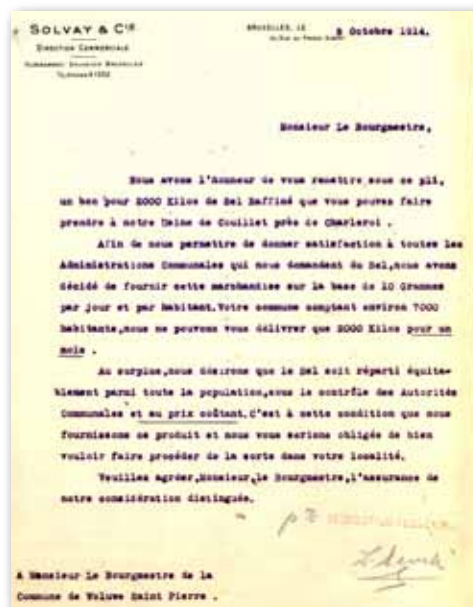 SOLVAY & Cie
DIRECTION COMMERCIALE
BRUXELLES, LE 8 Octobre 1914.
Monsieur Le Bourgmestre,
Nous avons l'honneur de vous remettre sous ce pli,
un bon pour 2000 Kilos de Sel Raffiné que vous pouvez faire
prendre à notre Usine de Couillet près de Charleroi .
Afin de nous permettre de donner satisfaction à toutes les
Administrations Communales qui nous demandent du Sel,nous avons
décidé de fournir cette marchandise sur la base de 10 Grammes
par jour et par habitant.Votre commune comptant environ 7000
habitants,nous ne pouvons vous délivrer que 2000 Kilos pour un
mois .
Au surplus,nous désirons que le Sel soit réparti équita-
blement parmi toute la population,sous le contrôle des Autorités
Communales et au prix coûtant.C'est à cette condition que nous
fournissons ce produit et nous vous serions obligés de bien
vouloir faire procéder de la sorte dans votre localité.
Veuillez agréer,Monsieur,le Bourgmestre,l'assurance de
notre considération distinguée.
A Monsieur Le Bourgmestre de la
Commune de Woluwe Saint Pierre .